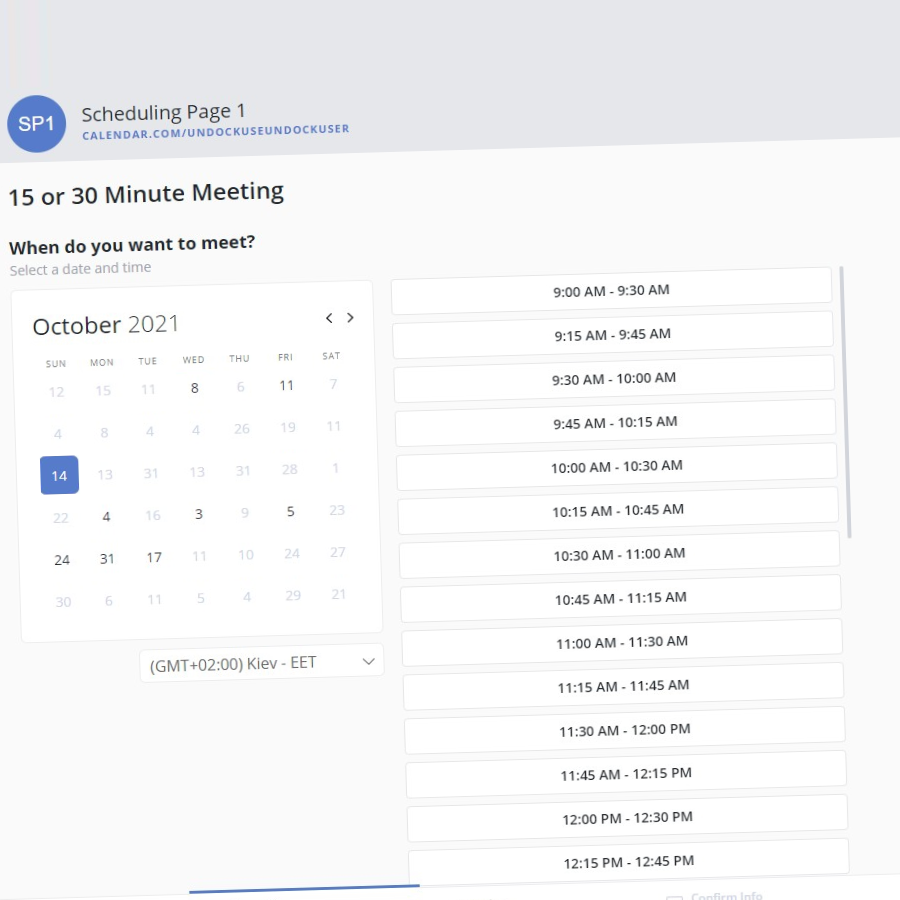 SP1
Scheduling Page 1
CALENDAR.COM/UNDOCKUSEUNDOCKUSER
15 or 30 Minute Meeting
When do you want to meet?
Select a date and time
October 2021
SUN MON TUE WED THU FRI SAT
12 15 11 8 6 11 7
4 8 4 4 26 19 11
14 13 31 13 31 28 1
22 4 16 3 9 5 23
24 31 17 11 10 24 27
30 6 11 5 4 29 21
(GMT+02:00) Kiev - EET
9:00 AM - 9:30 AM
9:15 AM - 9:45 AM
9:30 AM - 10:00 AM
9:45 AM - 10:15 AM
10:00 AM - 10:30 AM
10:15 AM - 10:45 AM
10:30 AM - 11:00 AM
10:45 AM - 11:15 AM
11:00 AM - 11:30 AM
11:15 AM - 11:45 AM
11:30 AM - 12:00 PM
11:45 AM - 12:15 PM
12:00 PM - 12:30 PM
12:15 PM - 12:45 PM
Confirm Info